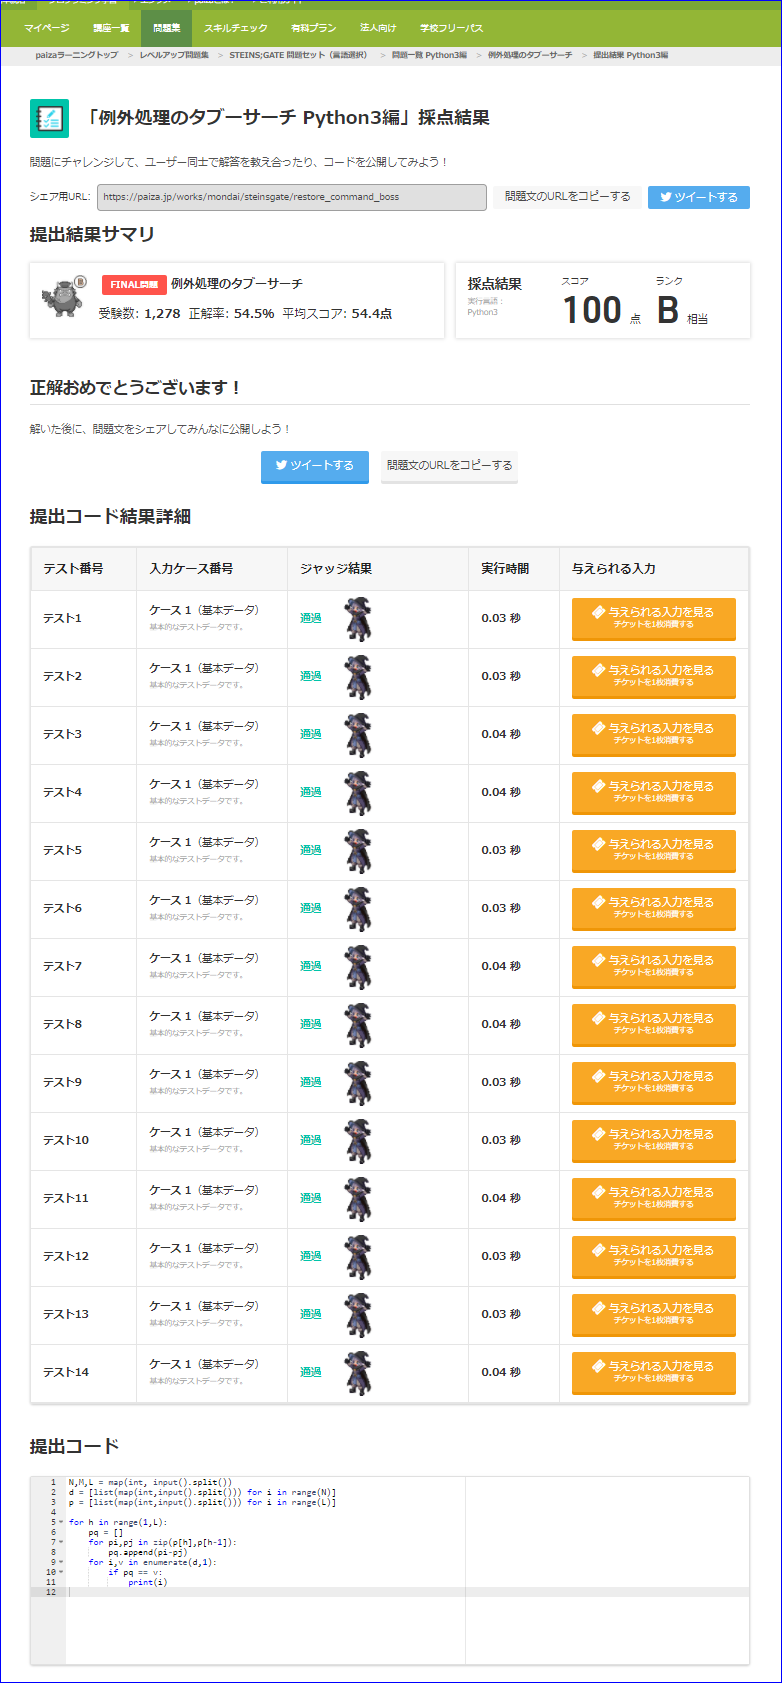 マイページ 講座一覧 問題集 スキルチェック 有料プラン 法人向け 学校フリーパス
paizaラーニングトップ > レベルアップ問題集 > STEINS;GATE 問題セット（言語選択） > 問題一覧 Python3編 > 例外処理のタブーサーチ > 提出結果 Python3編
「例外処理のタブーサーチ Python3編」採点結果
問題にチャレンジして、ユーザー同士で解答を教え合ったり、コードを公開してみよう！
シェア用URL: https://paiza.jp/works/mondai/steinsgate/restore_command_boss 問題文のURLをコピーする ツイートする
提出結果サマリ
B FINAL問題 例外処理のタブーサーチ
受験数: 1,278 正解率: 54.5% 平均スコア: 54.4点
採点結果 スコア ランク
実行言語：
Python3
100 点 B 相当
正解おめでとうございます！
解いた後に、問題文をシェアしてみんなに公開しよう！
ツイートする 問題文のURLをコピーする
提出コード結果詳細
テスト番号 入力ケース番号 ジャッジ結果 実行時間 与えられる入力
テスト1 ケース 1（基本データ） 通過 0.03 秒 与えられる入力を見る
基本的なテストデータです。 チケットを1枚消費する
テスト2 ケース 1（基本データ） 通過 0.03 秒 与えられる入力を見る
基本的なテストデータです。 チケットを1枚消費する
テスト3 ケース 1（基本データ） 通過 0.04 秒 与えられる入力を見る
基本的なテストデータです。 チケットを1枚消費する
テスト4 ケース 1（基本データ） 通過 0.04 秒 与えられる入力を見る
基本的なテストデータです。 チケットを1枚消費する
テスト5 ケース 1（基本データ） 通過 0.03 秒 与えられる入力を見る
基本的なテストデータです。 チケットを1枚消費する
テスト6 ケース 1（基本データ） 通過 0.03 秒 与えられる入力を見る
基本的なテストデータです。 チケットを1枚消費する
テスト7 ケース 1（基本データ） 通過 0.04 秒 与えられる入力を見る
基本的なテストデータです。 チケットを1枚消費する
テスト8 ケース 1（基本データ） 通過 0.04 秒 与えられる入力を見る
基本的なテストデータです。 チケットを1枚消費する
テスト9 ケース 1（基本データ） 通過 0.03 秒 与えられる入力を見る
基本的なテストデータです。 チケットを1枚消費する
テスト10 ケース 1（基本データ） 通過 0.03 秒 与えられる入力を見る
基本的なテストデータです。 チケットを1枚消費する
テスト11 ケース 1（基本データ） 通過 0.04 秒 与えられる入力を見る
基本的なテストデータです。 チケットを1枚消費する
テスト12 ケース 1（基本データ） 通過 0.03 秒 与えられる入力を見る
基本的なテストデータです。 チケットを1枚消費する
テスト13 ケース 1（基本データ） 通過 0.03 秒 与えられる入力を見る
基本的なテストデータです。 チケットを1枚消費する
テスト14 ケース 1（基本データ） 通過 0.04 秒 与えられる入力を見る
基本的なテストデータです。 チケットを1枚消費する
提出コード
1 N,M,L = map(int, input().split())
2 d = [list(map(int,input().split())) for i in range(N)]
3 p = [list(map(int,input().split())) for i in range(L)]
4
5 for h in range(1,L):
6     pq = []
7     for pi,pj in zip(p[h],p[h-1]):
8         pq.append(pi-pj)
9     for i,v in enumerate(d,1):
10         if pq == v:
11             print(i)
12